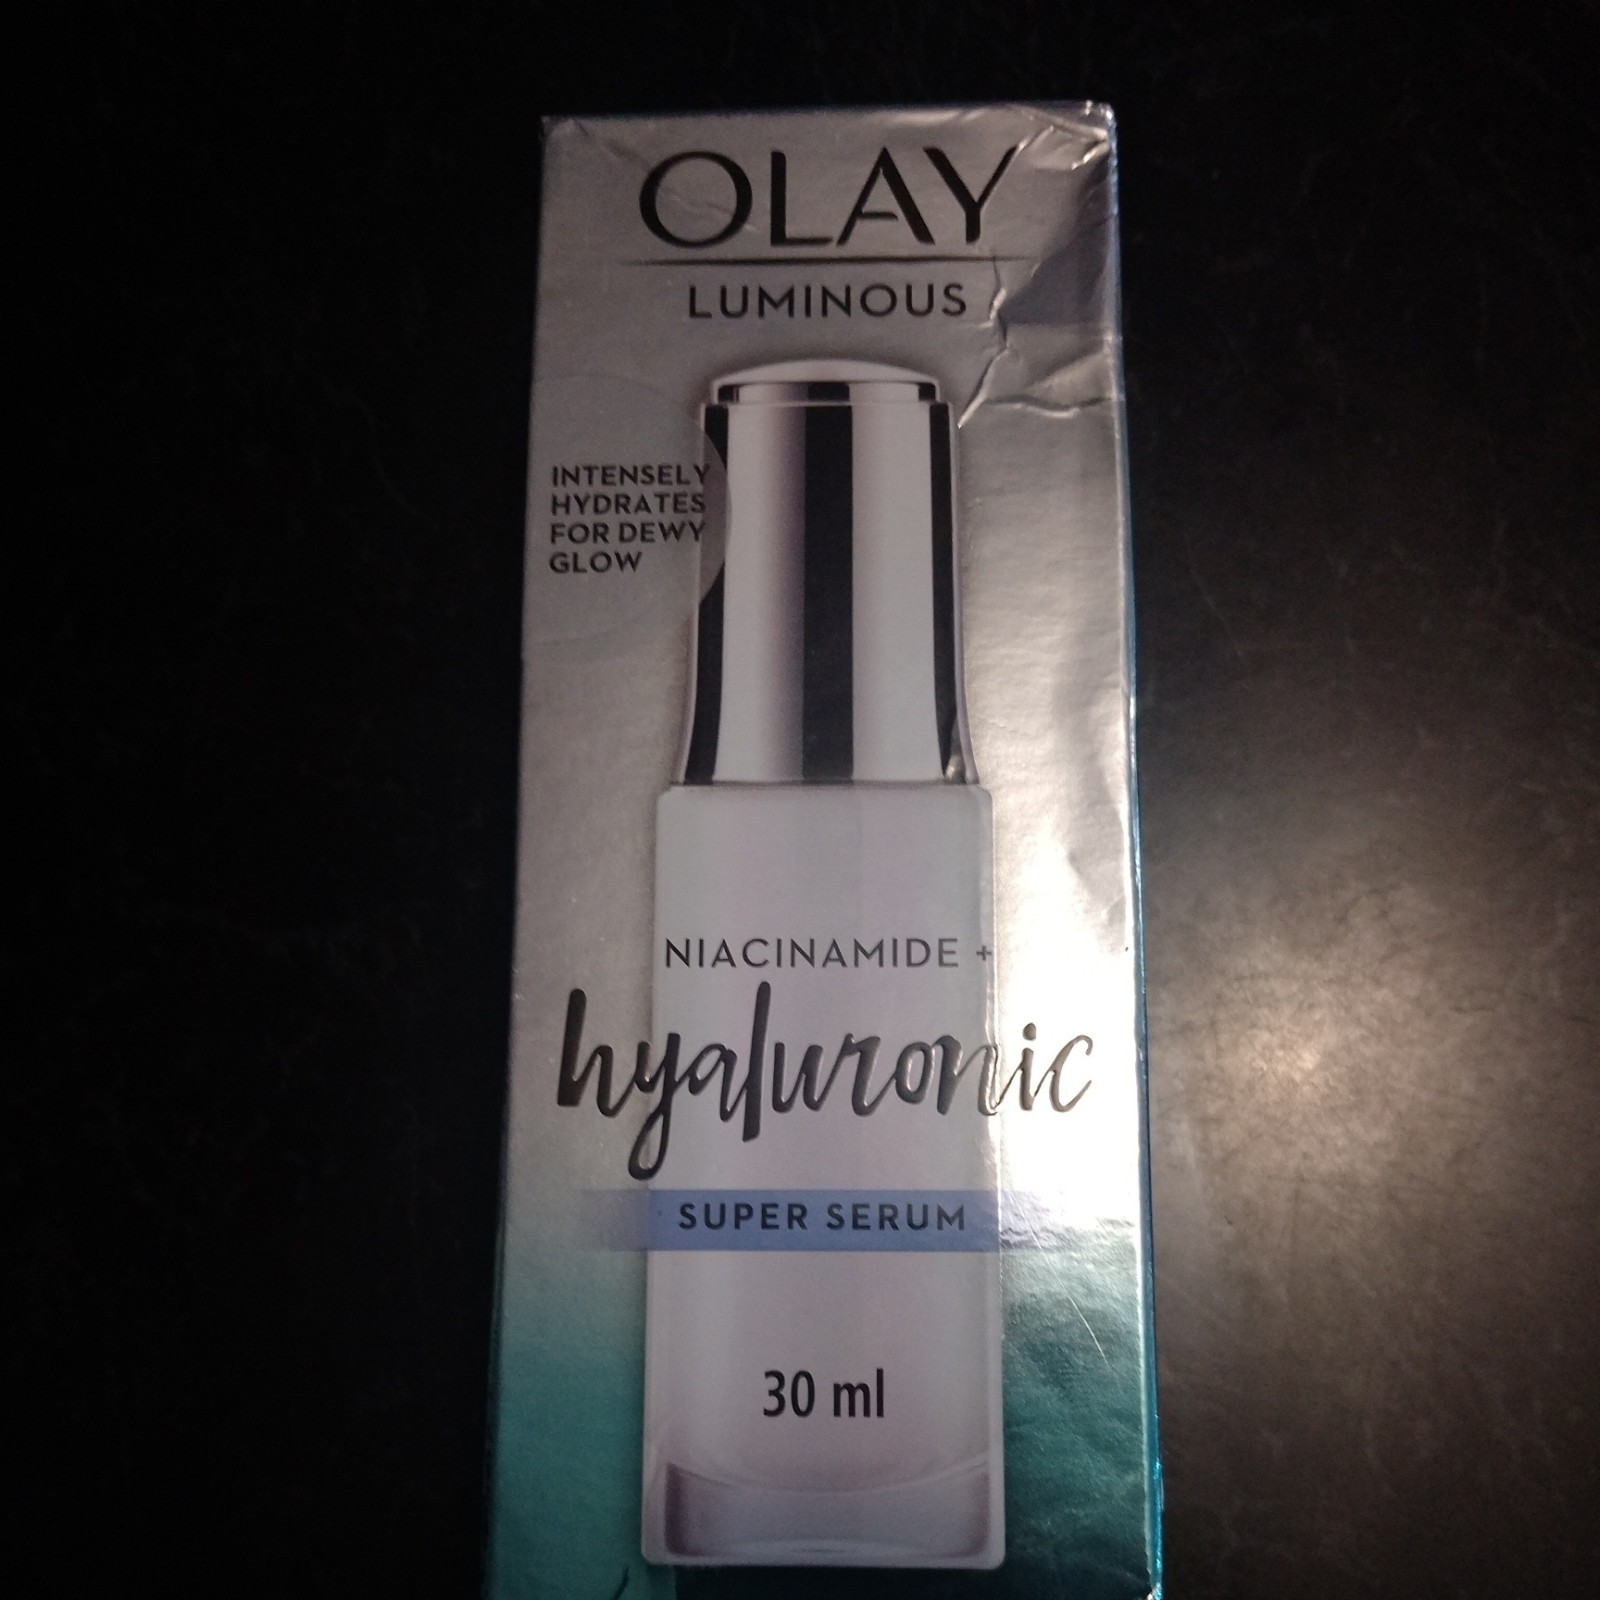 OLAY
LUMINOUS
INTENSELY
HYDRATES
FOR DEWY
GLOW
NIACINAMIDE +
hyaluronic
SUPER SERUM
30 ml